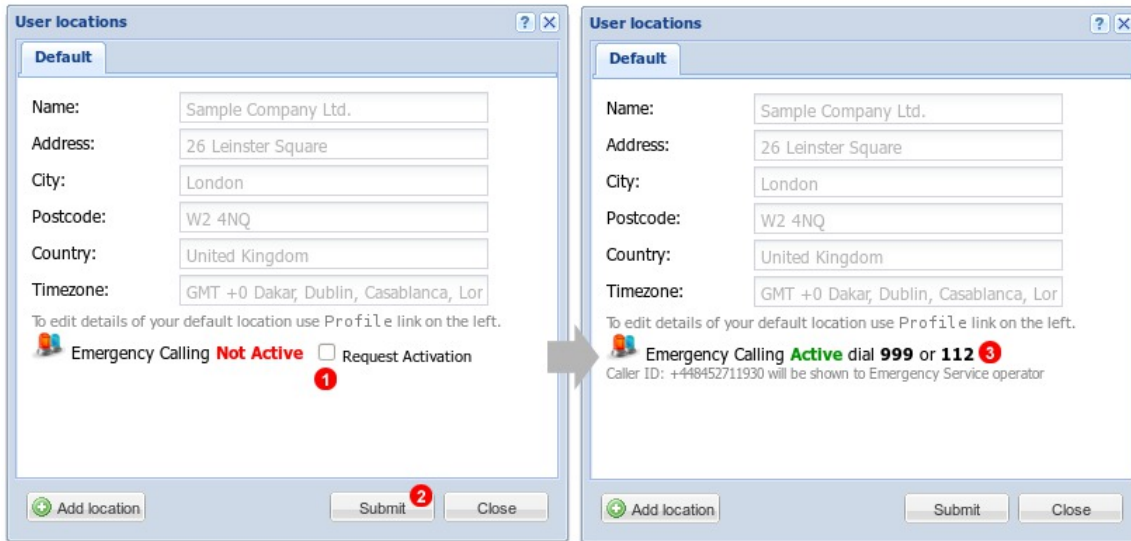 User locations
Default
Name: Sample Company Ltd.
Address: 26 Leinster Square
City: London
Postcode: W2 4NQ
Country: United Kingdom
Timezone: GMT +0 Dakar, Dublin, Casablanca, Lor
To edit details of your default location use Profile link on the left.
Emergency Calling Not Active Request Activation
1
Add location Submit 2 Close
User locations
Default
Name: Sample Company Ltd.
Address: 26 Leinster Square
City: London
Postcode: W2 4NQ
Country: United Kingdom
Timezone: GMT +0 Dakar, Dublin, Casablanca, Lor
To edit details of your default location use Profile link on the left.
Emergency Calling Active dial 999 or 112 3
Caller ID: +448452711930 will be shown to Emergency Service operator
Add location Submit Close